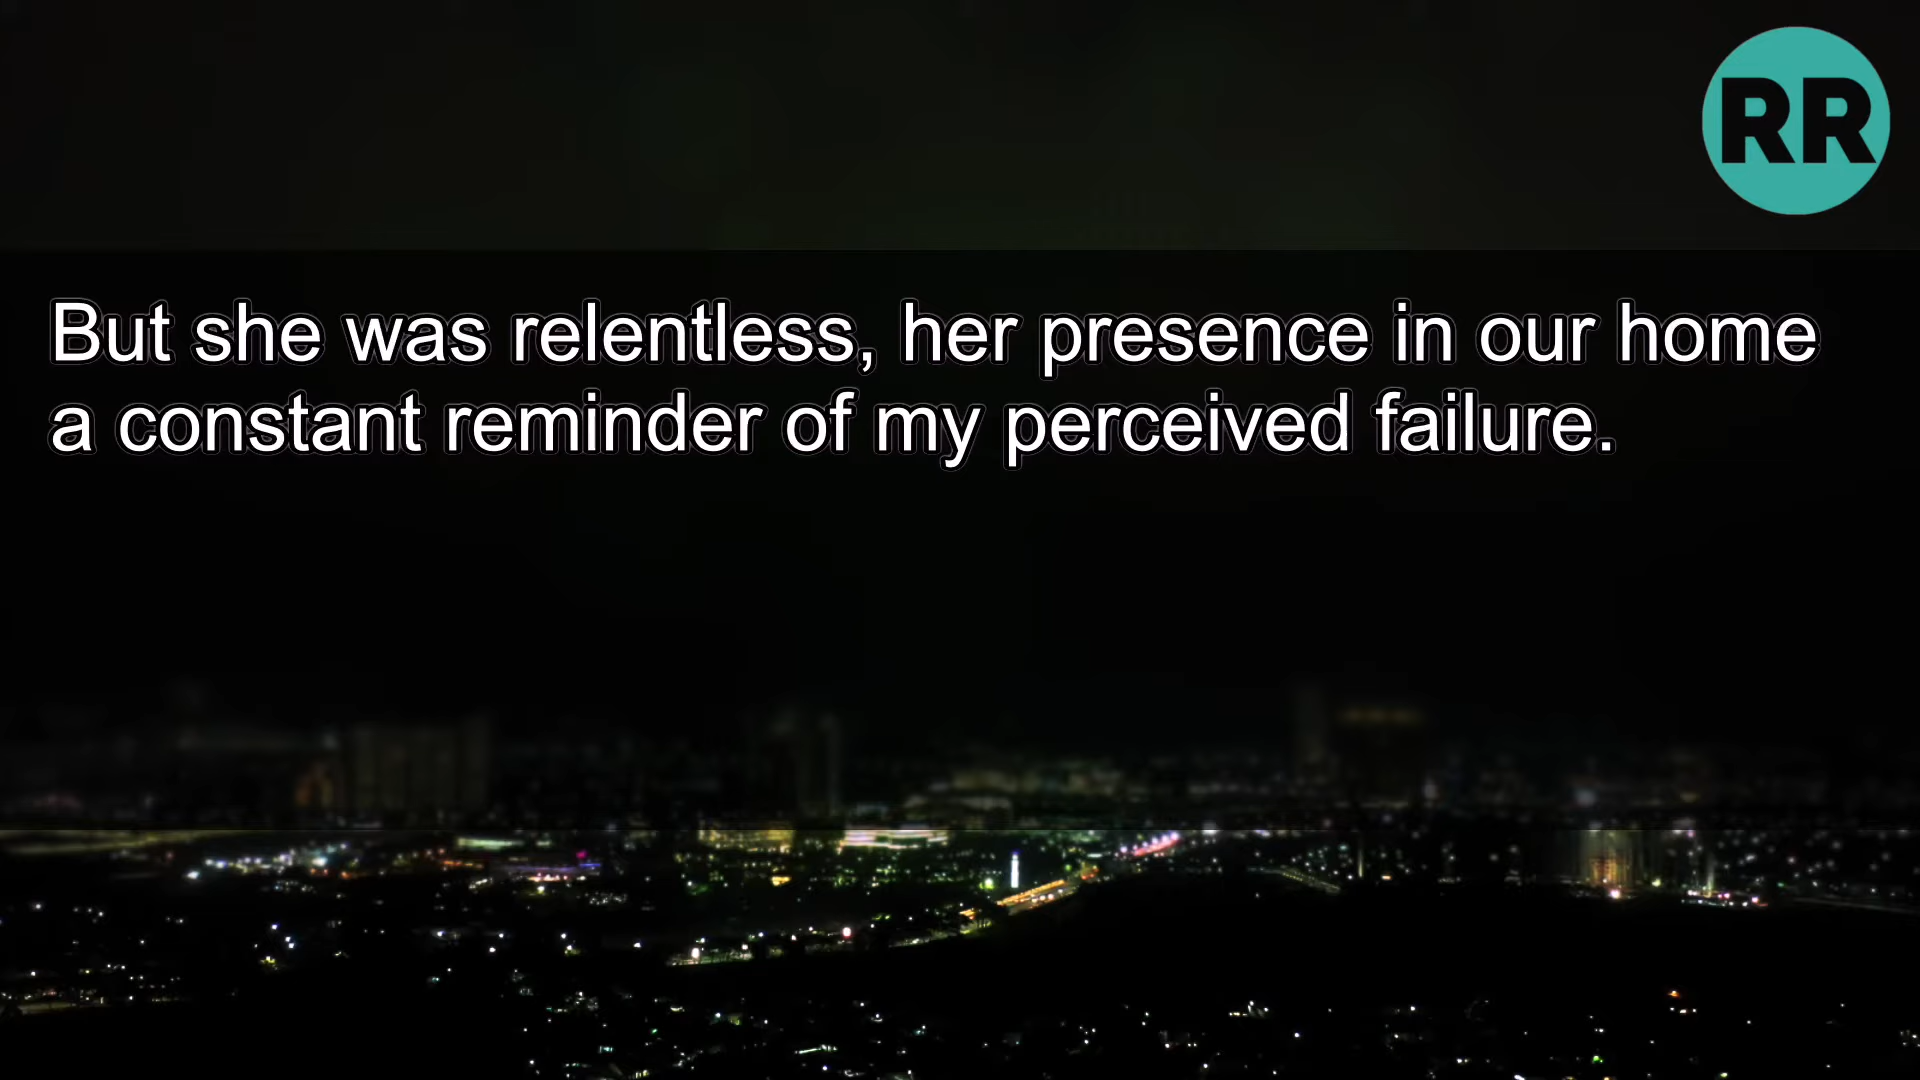 RR
But she was relentless, her presence in our home
a constant reminder of my perceived failure.